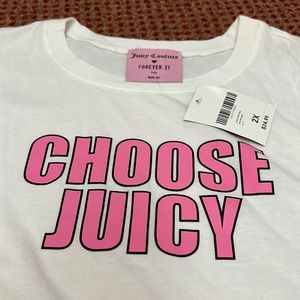 Juicy Couture
FOREVER 21
2X
$24.99
CHOOSE
JUICY